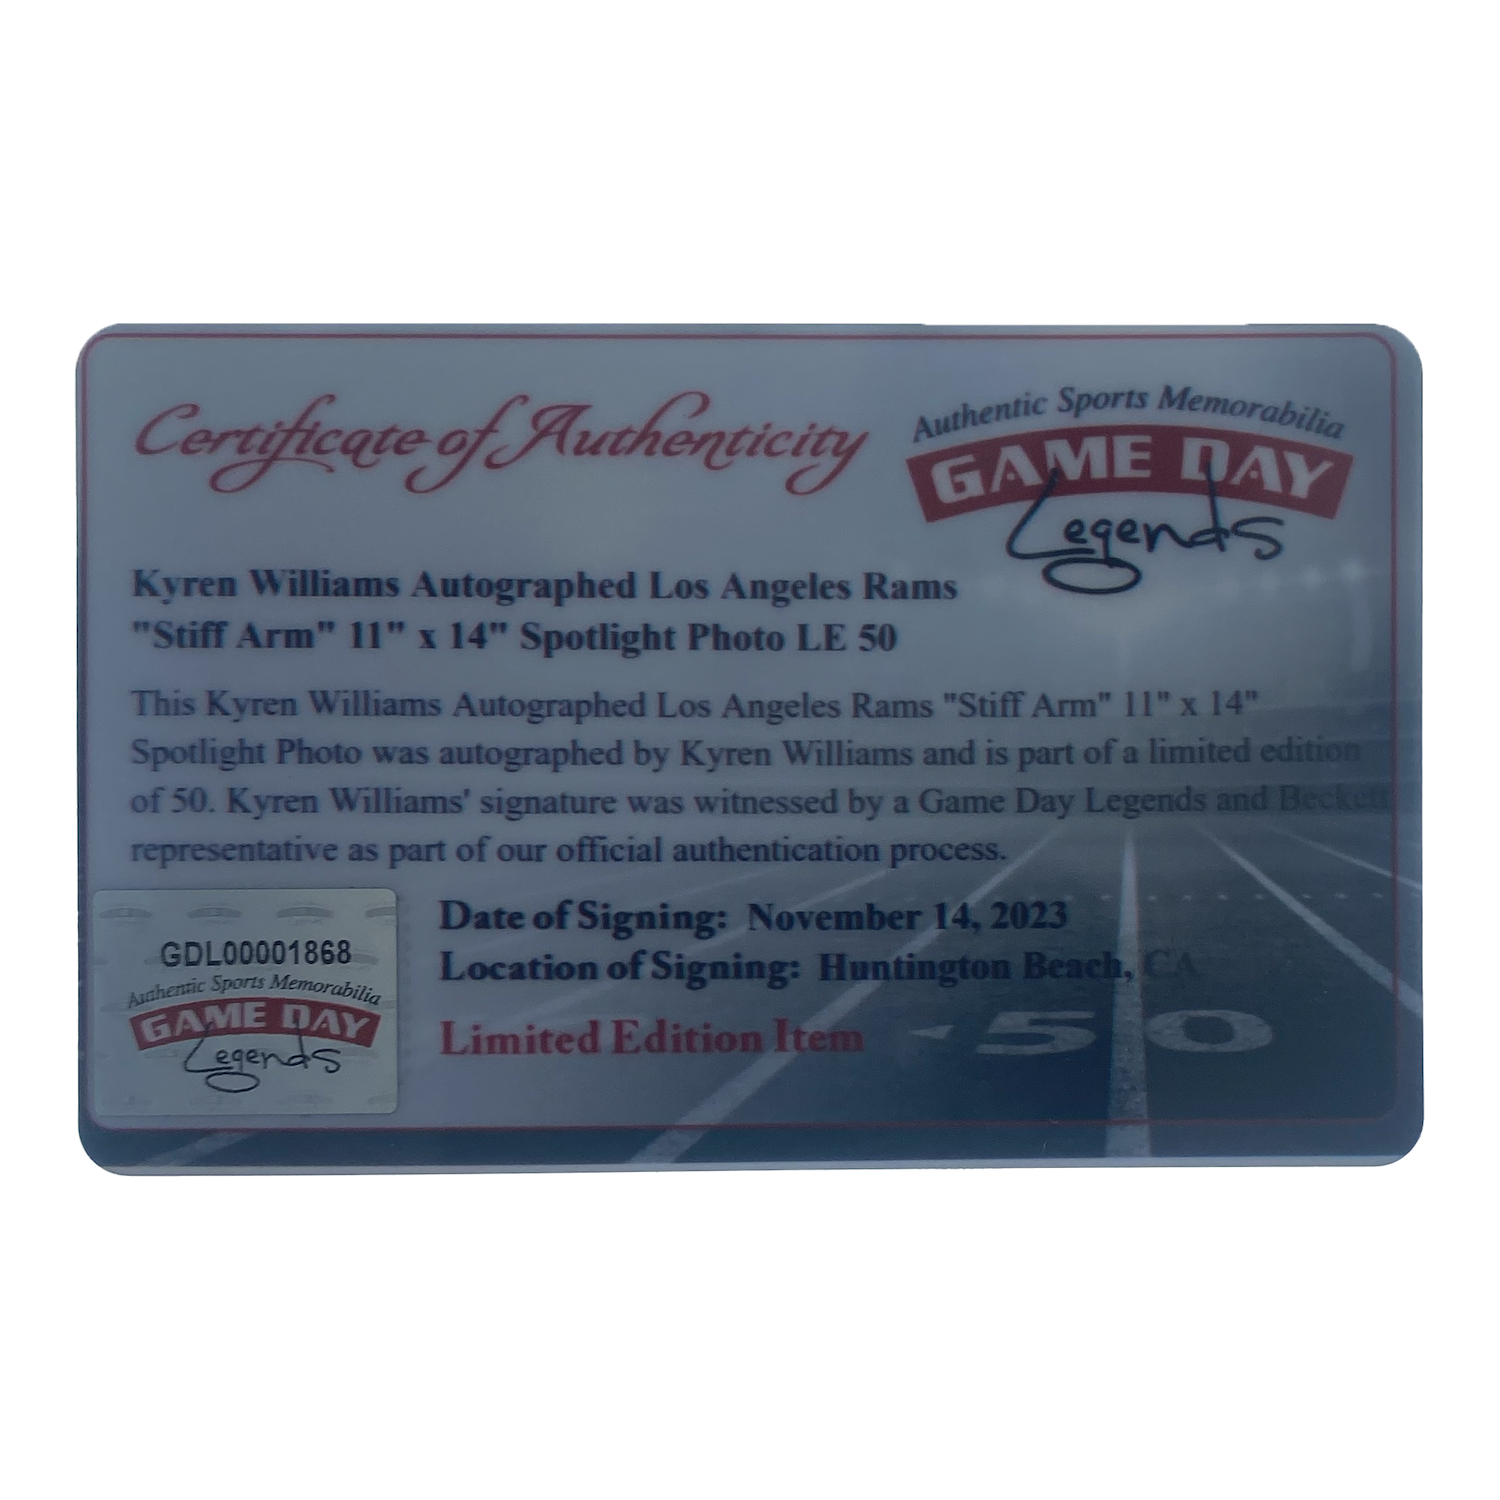 Certificate of Authenticity
Authentic Sports Memorabilia
GAME DAY
Legends
Kyren Williams Autographed Los Angeles Rams
"Stiff Arm" 11" x 14" Spotlight Photo LE 50
This Kyren Williams Autographed Los Angeles Rams "Stiff Arm" 11" x 14"
Spotlight Photo was autographed by Kyren Williams and is part of a limited edition
of 50. Kyren Williams' signature was witnessed by a Game Day Legends and Beckett
representative as part of our official authentication process.
GDL00001868
Authentic Sports Memorabilia
GAME DAY
Legends
Date of Signing: November 14, 2023
Location of Signing: Huntington Beach, CA
Limited Edition Item
50